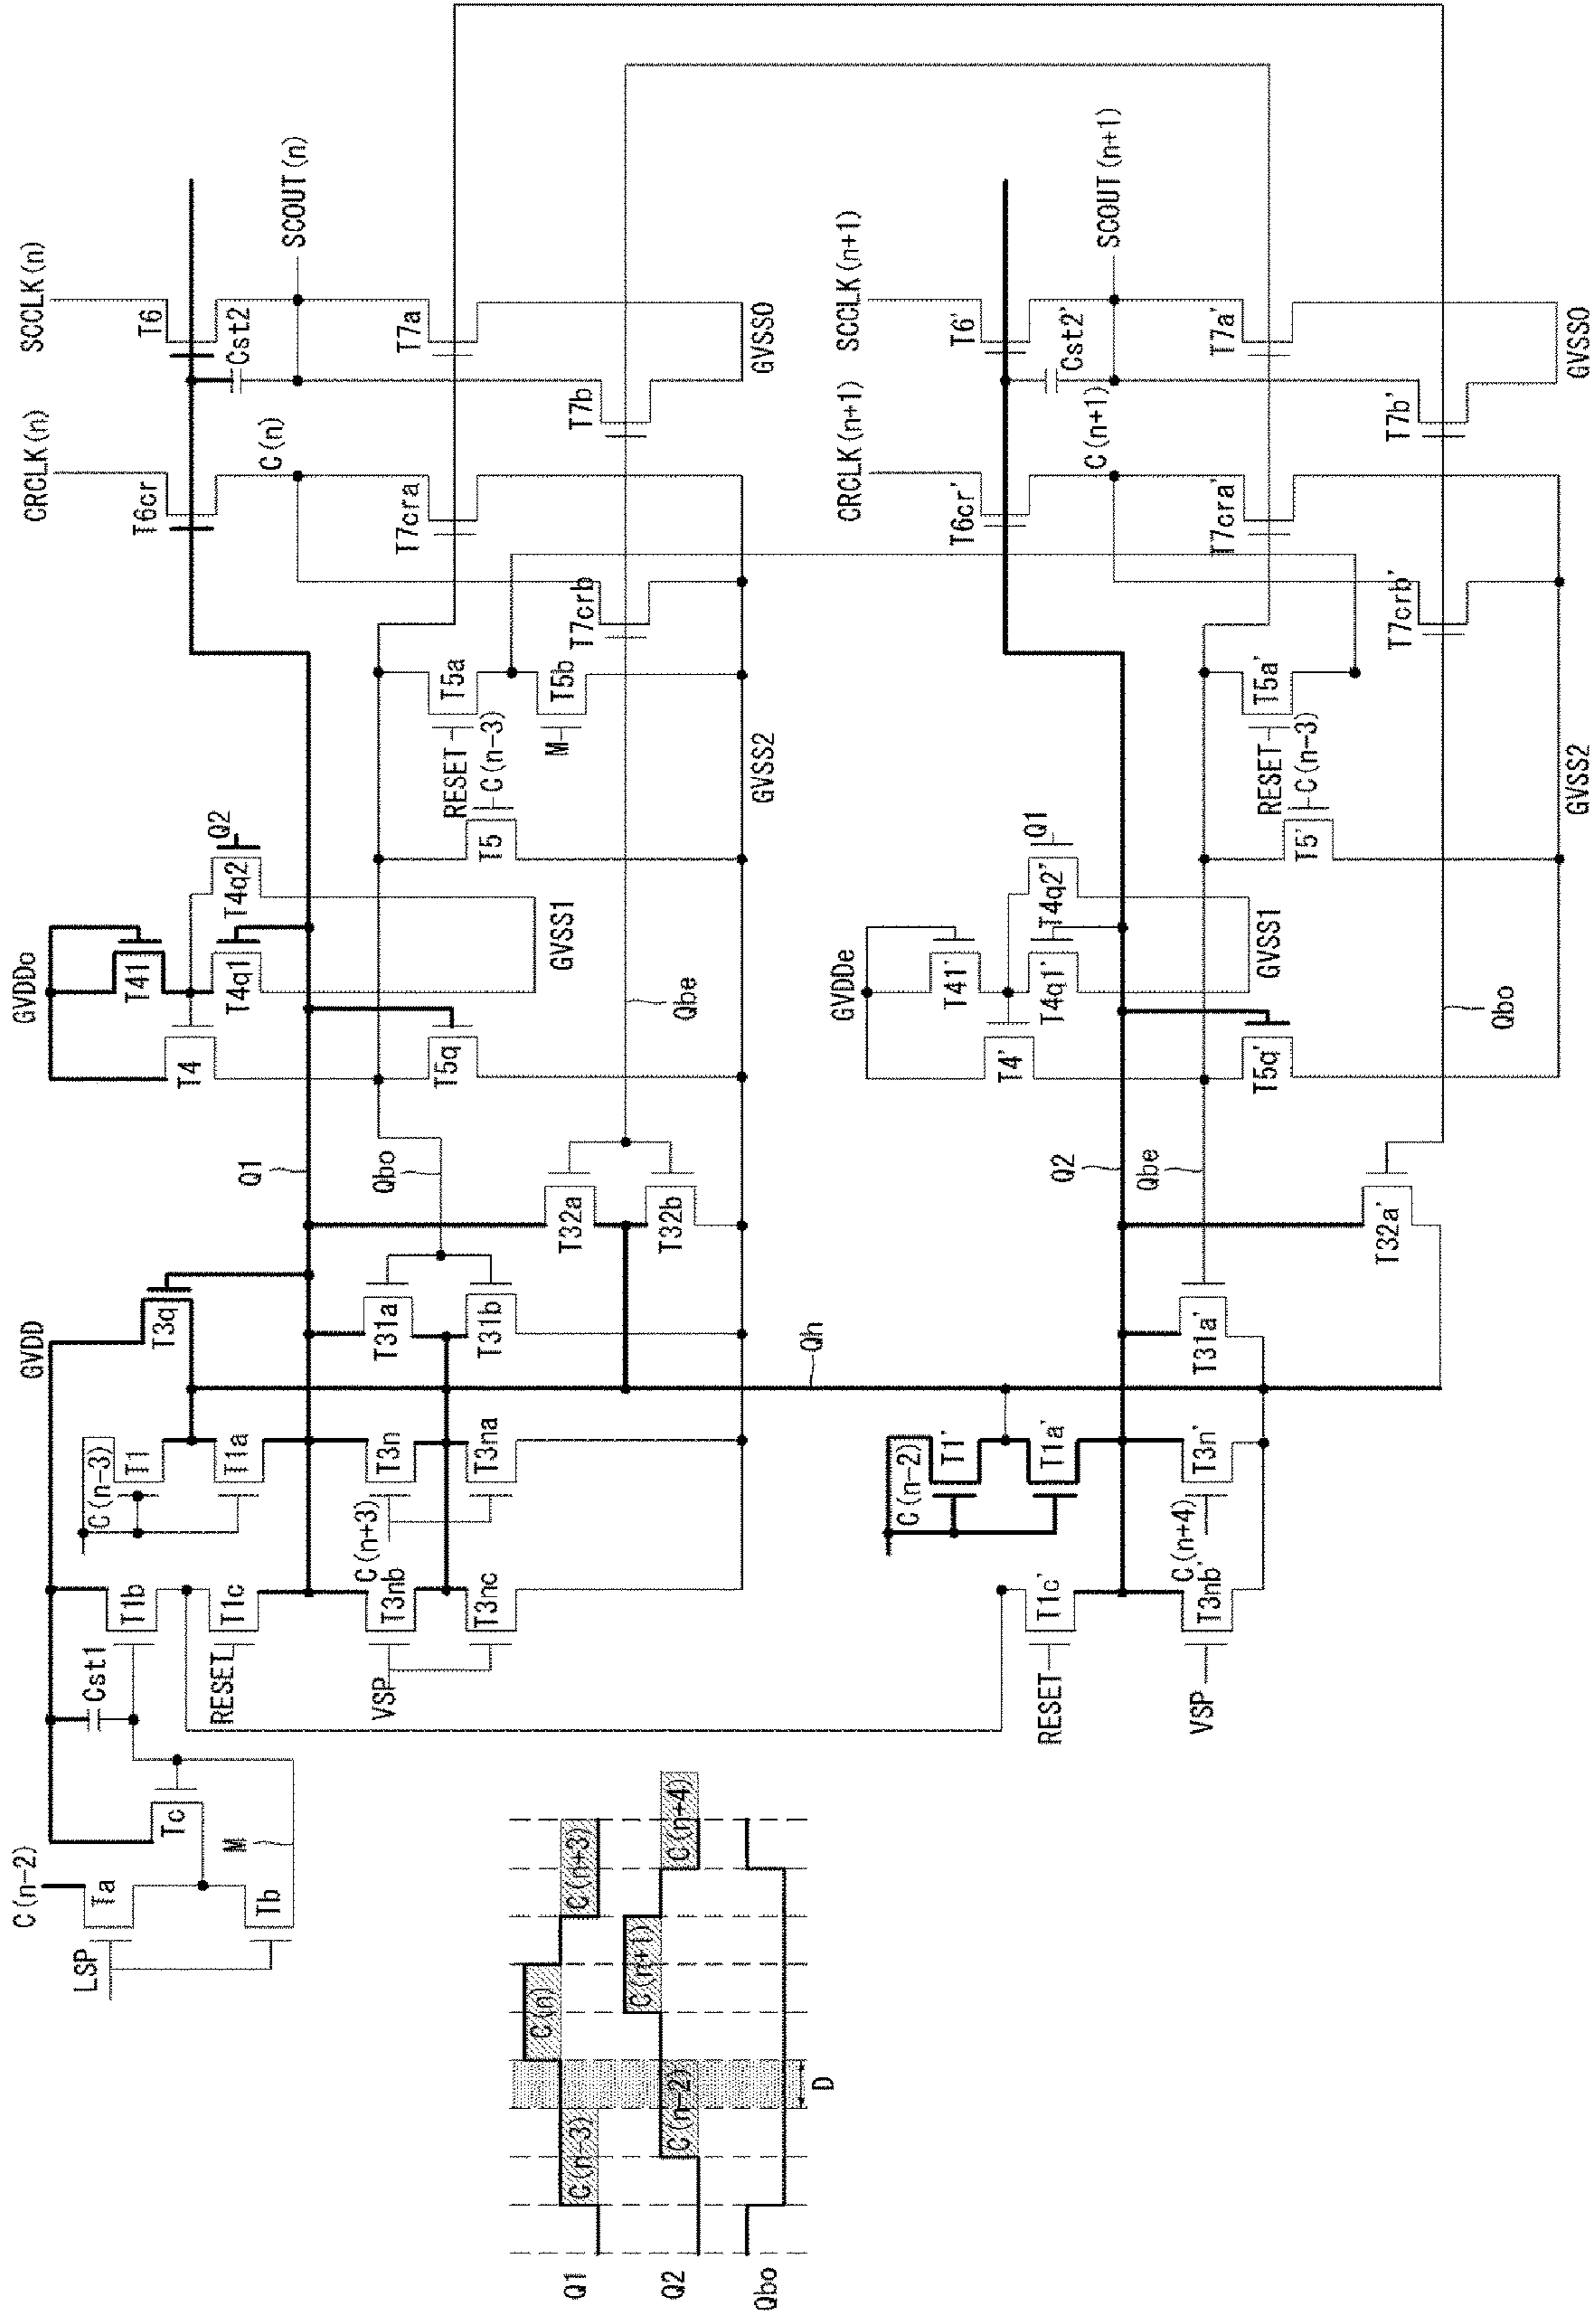 SCCLK(n)
T6
Cst2
SCOUT(n)
T7a
T7b
GVSS0
CRCLK(n)
T6cr
C(n)
T7cra
T7crb
T5a
RESET
C(n-3)
T5b
M
T5
GVSS2
GVDDo
T41
Q2
T4q2
T4q1
GVSS1
T4
T5q
Qbe
Q1
Qbo
T32a
T32b
GVDD
T3q
T31a
T31b
Qh
C(n-3)
T1
T1a
T3n
C(n+3)
T3na
T1b
T1c
RESET
T3nb
VSP
T3nc
Cst1
C(n-2)
Ta
Tc
M
LSP
Tb
SCCLK(n+1)
T6'
Cst2'
SCOUT(n+1)
T7a'
T7b'
GVSS0
CRCLK(n+1)
T6cr'
C(n+1)
T7cra'
T7crb'
T5a'
RESET
C(n-3)
T5'
GVSS2
GVDDe
T41'
Q1
T4q2'
T4q1'
GVSS1
T4'
T5q'
Qbo
Q2
Qbe
T32a'
T31a'
C(n-2)
T1'
T1a'
T3n'
C(n+4)
T1c'
RESET
T3nb'
VSP
Q1
C(n-3)
C(n)
C(n+3)
Q2
C(n-2)
C(n+1)
C(n+4)
Qbo
D